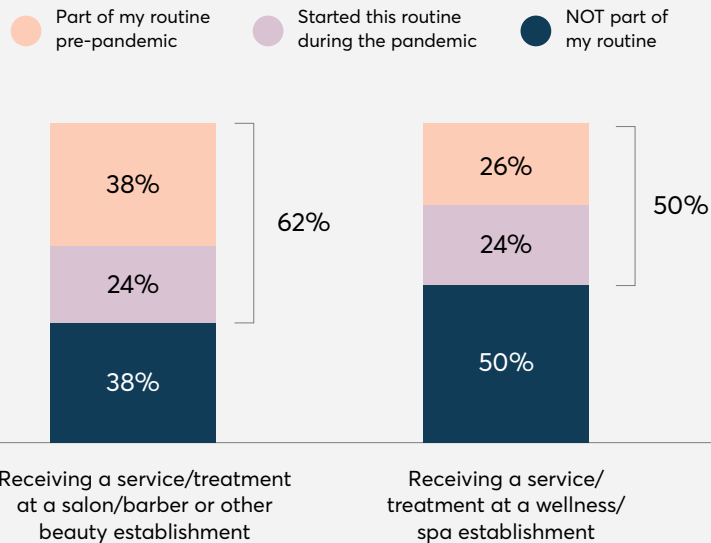 Part of my routine
pre-pandemic
Started this routine
during the pandemic
NOT part of
my routine
38%
24%
38%
62%
26%
24%
50%
50%
Receiving a service/treatment
at a salon/barber or other
beauty establishment
Receiving a service/
treatment at a wellness/
spa establishment